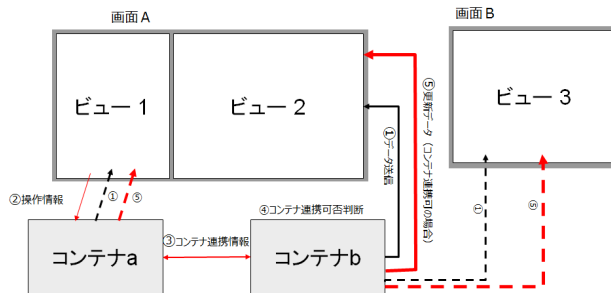 画面A
画面B
ビュー 1
ビュー 2
ビュー 3
①データ送信
⑤更新データ（コンテナ連携可の場合）
②操作情報
①
⑤
①
⑤
④コンテナ連携可否判断
コンテナa
③コンテナ連携情報
コンテナb